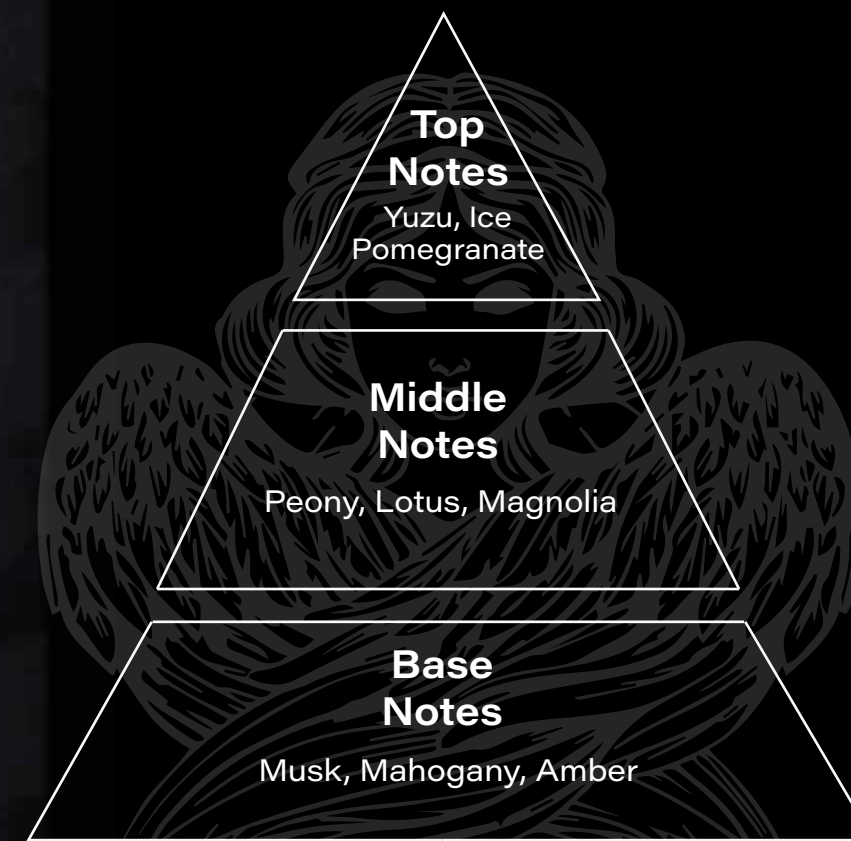 Top
Notes
Yuzu, Ice
Pomegranate
Middle
Notes
Peony, Lotus, Magnolia
Base
Notes
Musk, Mahogany, Amber